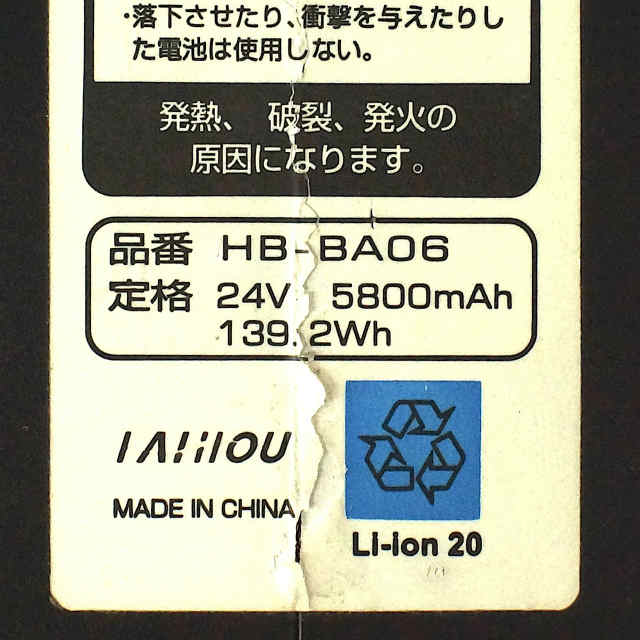 ・落下させたり、衝撃を与えたりし
た電池は使用しない。
発熱、破裂、発火の
原因になります。
品番 HB-BA06
定格 24V 5800mAh
139.2Wh
MADE IN CHINA
Li-ion 20